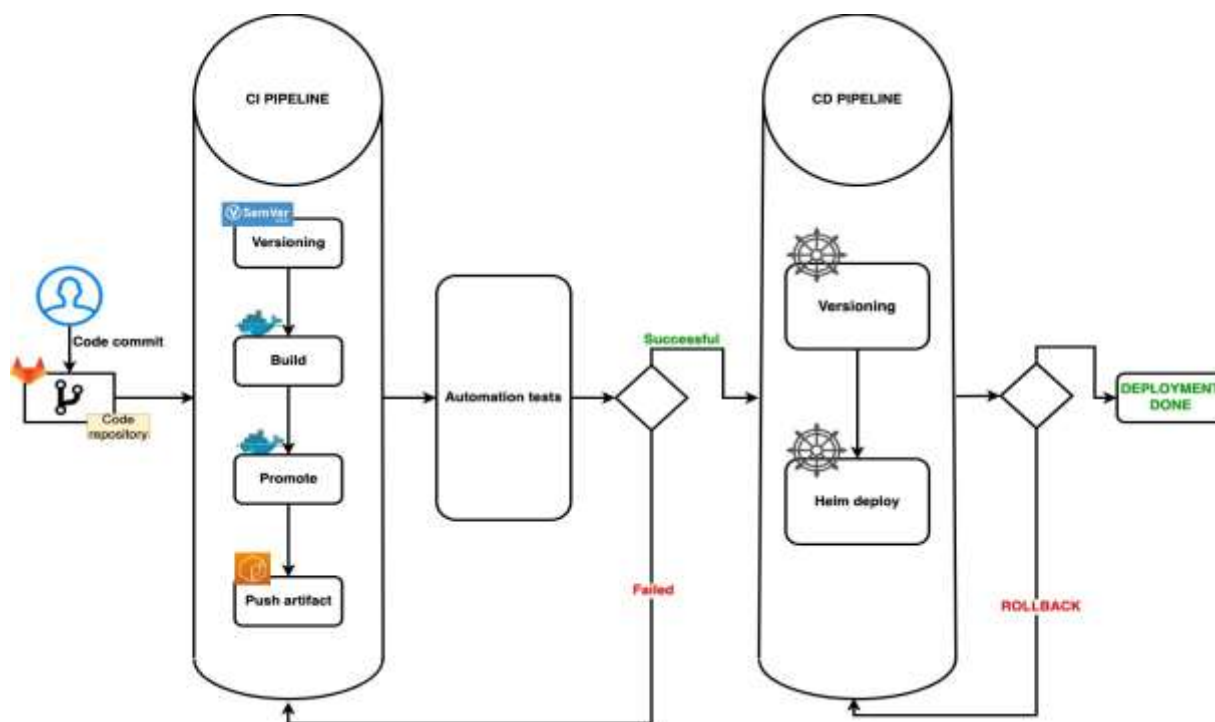 CI PIPELINE
CD PIPELINE
SemVer
Versioning
Build
Promote
Push artifact
Code commit
Code
repository
Automation tests
Successful
Failed
Versioning
Helm deploy
ROLLBACK
DEPLOYMENT
DONE